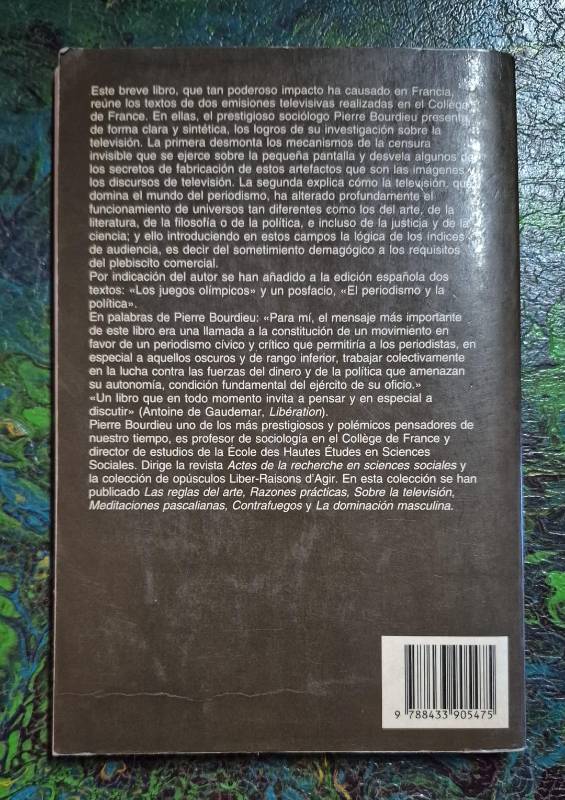 Este breve libro, que tan poderoso impacto ha causado en Francia,
reúne los textos de dos emisiones televisivas realizadas en el Collège
de France. En ellas, el prestigioso sociólogo Pierre Bourdieu presenta,
de forma clara y sintética, los logros de su investigación sobre la
televisión. La primera desmonta los mecanismos de la censura
invisible que se ejerce sobre la pequeña pantalla y desvela algunos de
los secretos de fabricación de estos artefactos que son las imágenes y
los discursos de televisión. La segunda explica cómo la televisión, que
domina el mundo del periodismo, ha alterado profundamente el
funcionamiento de universos tan diferentes como los del arte, de la
literatura, de la filosofía o de la política, e incluso de la justicia y de la
ciencia; y ello introduciendo en estos campos la lógica de los índices
de audiencia, es decir del sometimiento demagógico a los requisitos
del plebiscito comercial.
Por indicación del autor se han añadido a la edición española dos
textos: «Los juegos olímpicos» y un posfacio, «El periodismo y la
política».
En palabras de Pierre Bourdieu: «Para mí, el mensaje más importante
de este libro era una llamada a la constitución de un movimiento en
favor de un periodismo cívico y crítico que permitiría a los periodistas, en
especial a aquellos oscuros y de rango inferior, trabajar colectivamente
en la lucha contra las fuerzas del dinero y de la política que amenazan
su autonomía, condición fundamental del ejército de su oficio.»
«Un libro que en todo momento invita a pensar y en especial a
discutir» (Antoine de Gaudemar, Libération).
Pierre Bourdieu uno de los más prestigiosos y polémicos pensadores de
nuestro tiempo, es profesor de sociología en el Collège de France y
director de estudios de la École des Hautes Études en Sciences
Sociales. Dirige la revista Actes de la recherche en sciences sociales y
la colección de opúsculos Liber-Raisons d'Agir. En esta colección se han
publicado Las reglas del arte, Razones prácticas, Sobre la televisión,
Meditaciones pascalianas, Contrafuegos y La dominación masculina.
9 788433 905475